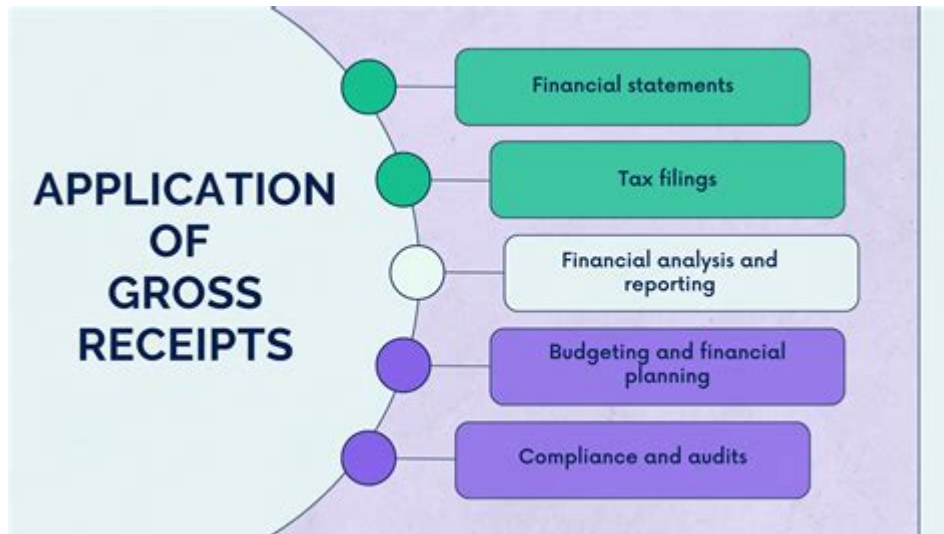 APPLICATION
OF
GROSS
RECEIPTS
Financial statements
Tax filings
Financial analysis and
reporting
Budgeting and financial
planning
Compliance and audits